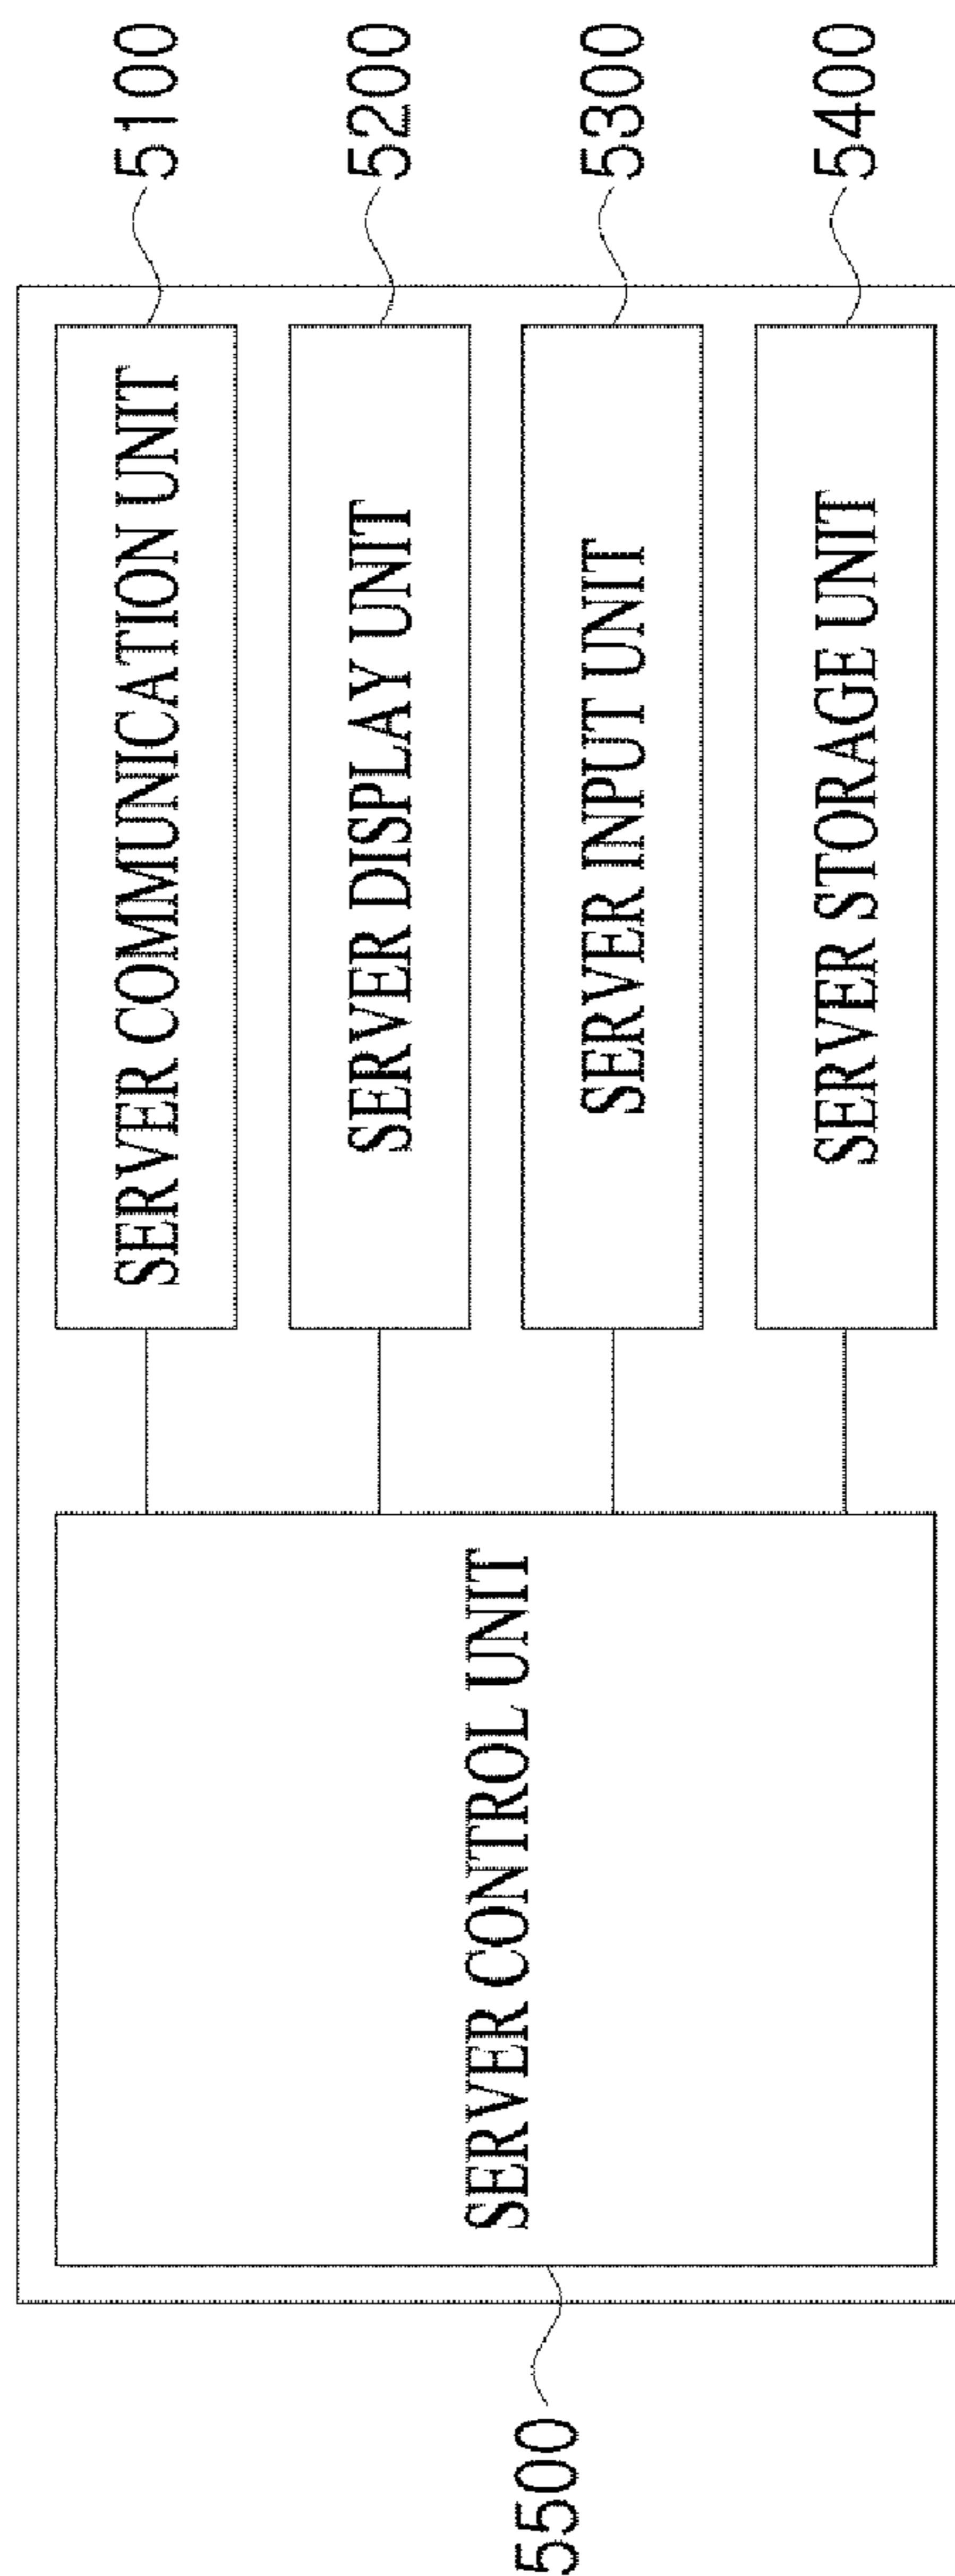 SERVER COMMUNICATION UNIT
5100
SERVER DISPLAY UNIT
5200
SERVER INPUT UNIT
5300
SERVER STORAGE UNIT
5400
5500
SERVER CONTROL UNIT